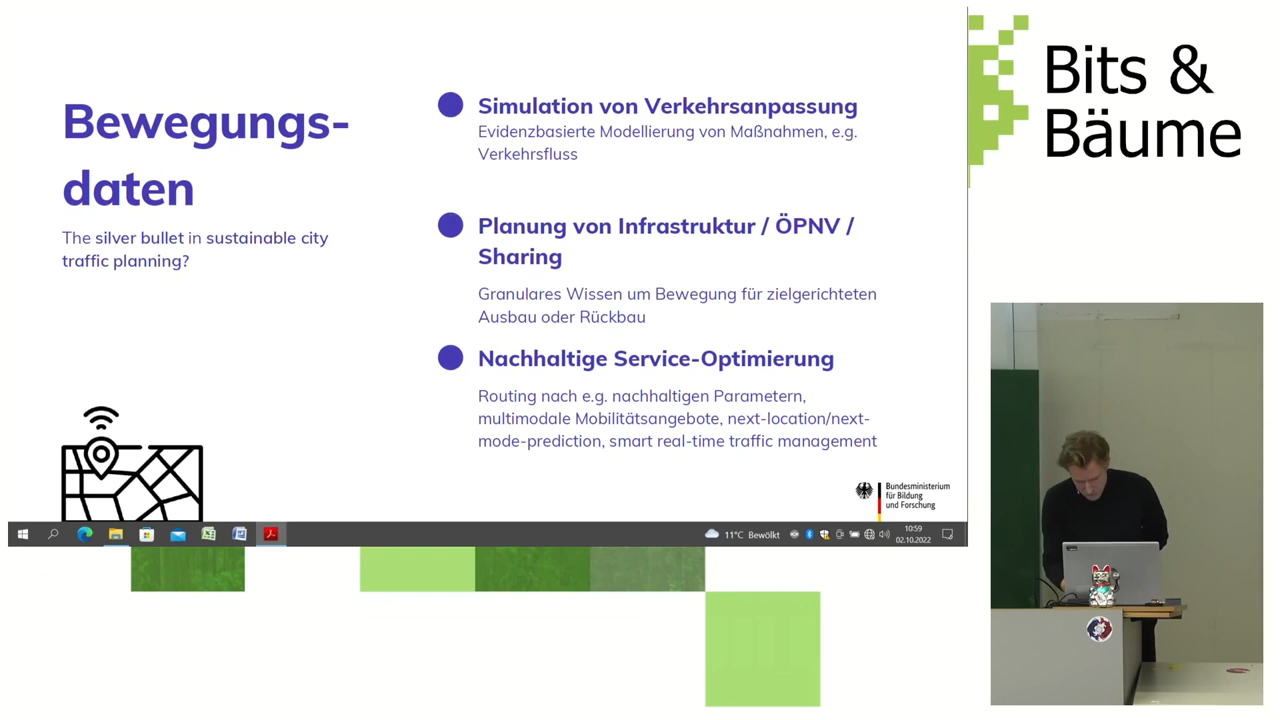 Bewegungs-
daten
The silver bullet in sustainable city
traffic planning?
Simulation von Verkehrsanpassung
Evidenzbasierte Modellierung von Maßnahmen, e.g.
Verkehrsfluss
Planung von Infrastruktur / ÖPNV /
Sharing
Granulares Wissen um Bewegung für zielgerichteten
Ausbau oder Rückbau
Nachhaltige Service-Optimierung
Routing nach e.g. nachhaltigen Parametern,
multimodale Mobilitätsangebote, next-location/next-
mode-prediction, smart real-time traffic management
Bundesministerium
für Bildung
und Forschung
11°C Bewölkt
10:59
02.10.2022
Bits &
Bäume